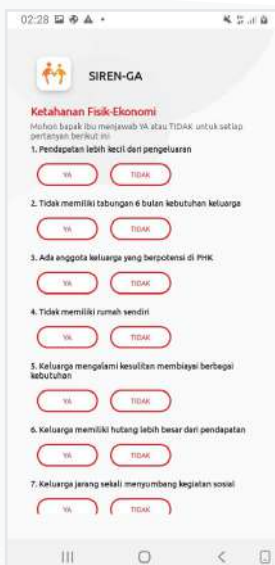 02:28
SIREN-GA
Ketahanan Fisik-Ekonomi
Mohon bapak ibu menjawab YA atau TIDAK untuk setiap
pertanyan berikut ini
1. Pendapatan lebih kecil dari pengeluaran
YA TIDAK
2. Tidak memiliki tabungan 6 bulan kebutuhan keluarga
YA TIDAK
3. Ada anggota keluarga yang berpotensi di PHK
YA TIDAK
4. Tidak memiliki rumah sendiri
YA TIDAK
5. Keluarga mengalami kesulitan membiayai berbagai
kebutuhan
YA TIDAK
6. Keluarga memiliki hutang lebih besar dari pendapatan
YA TIDAK
7. Keluarga jarang sekali menyumbang kegiatan sosial
YA TIDAK